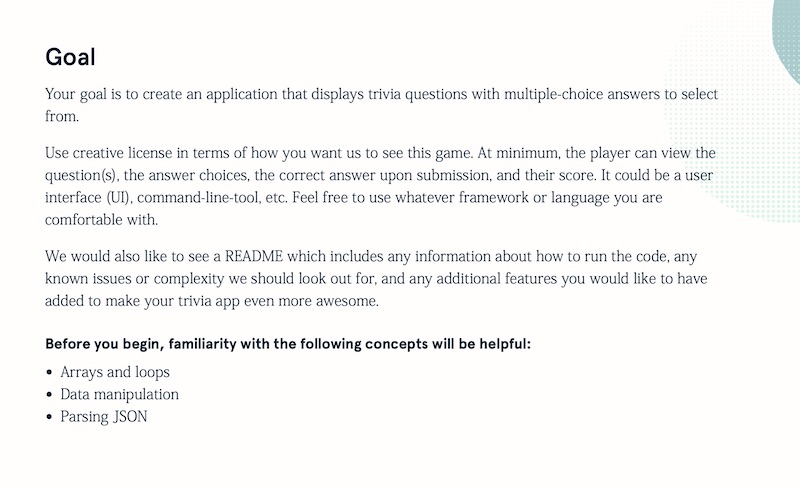 Goal
Your goal is to create an application that displays trivia questions with multiple-choice answers to select
from.
Use creative license in terms of how you want us to see this game. At minimum, the player can view the
question(s), the answer choices, the correct answer upon submission, and their score. It could be a user
interface (UI), command-line-tool, etc. Feel free to use whatever framework or language you are
comfortable with.
We would also like to see a README which includes any information about how to run the code, any
known issues or complexity we should look out for, and any additional features you would like to have
added to make your trivia app even more awesome.
Before you begin, familiarity with the following concepts will be helpful:
• Arrays and loops
• Data manipulation
• Parsing JSON